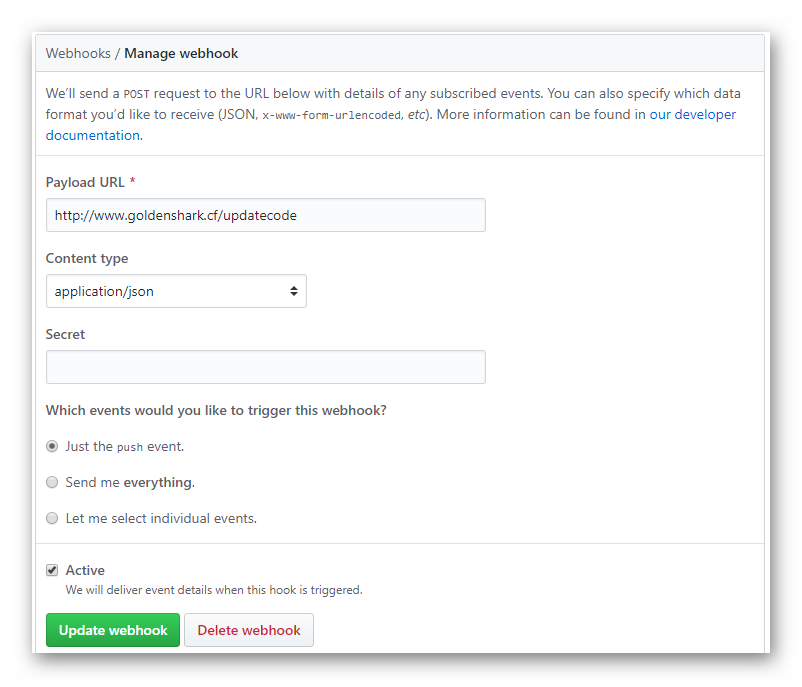 Webhooks / Manage webhook
We’ll send a POST request to the URL below with details of any subscribed events. You can also specify which data
format you’d like to receive (JSON, x-www-form-urlencoded, etc). More information can be found in our developer
documentation.
Payload URL *
http://www.goldenshark.cf/updatecode
Content type
application/json
Secret
Which events would you like to trigger this webhook?
Just the push event.
Send me everything.
Let me select individual events.
Active
We will deliver event details when this hook is triggered.
Update webhook Delete webhook